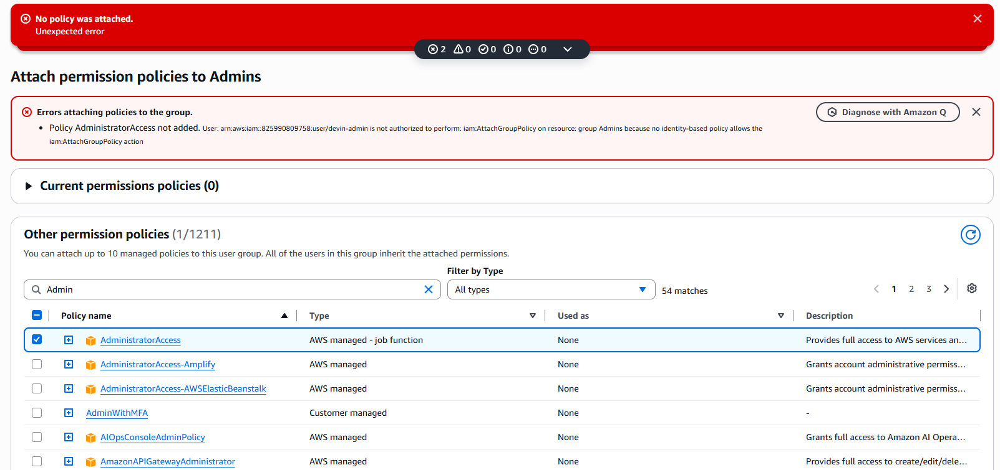 No policy was attached.
Unexpected error
2 0 0 0 0
Attach permission policies to Admins
Errors attaching policies to the group.
Diagnose with Amazon Q
Policy AdministratorAccess not added. User: arn:aws:iam::825990809758:user/devin-admin is not authorized to perform: iam:AttachGroupPolicy on resource: group Admins because no identity-based policy allows the
iam:AttachGroupPolicy action
Current permissions policies (0)
Other permission policies (1/1211)
You can attach up to 10 managed policies to this user group. All of the users in this group inherit the attached permissions.
Filter by Type
Admin
All types
54 matches
1 2 3
Policy name Type Used as Description
AdministratorAccess AWS managed - job function None Provides full access to AWS services an...
AdministratorAccess-Amplify AWS managed None Grants account administrative permiss...
AdministratorAccess-AWSElasticBeanstalk AWS managed None Grants account administrative permiss...
AdminWithMFA Customer managed None -
AIOpsConsoleAdminPolicy AWS managed None Grants full access to Amazon AI Opera...
AmazonAPIGatewayAdministrator AWS managed None Provides full access to create/edit/dele...